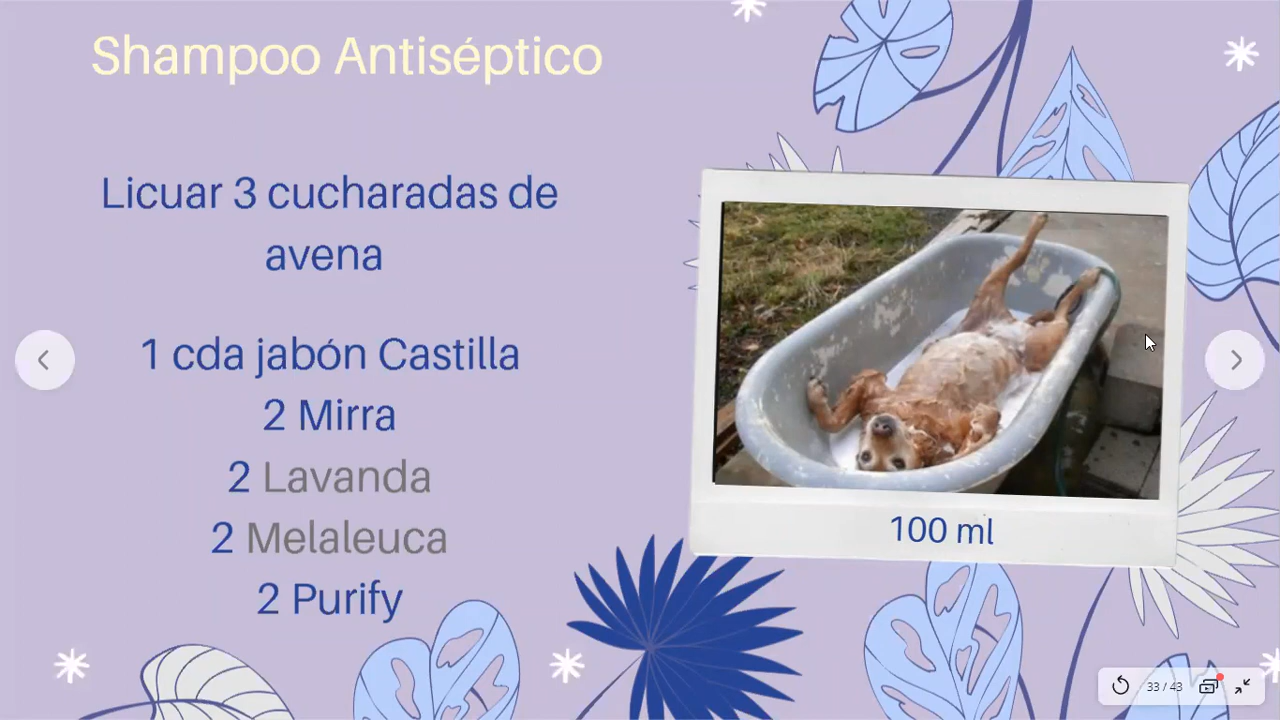 Shampoo Antiséptico
Licuar 3 cucharadas de
avena
1 cda jabón Castilla
2 Mirra
2 Lavanda
2 Melaleuca
2 Purify
100 ml
33 / 43